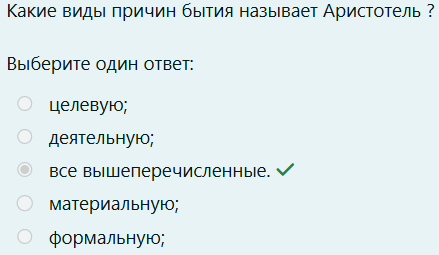 Какие виды причин бытия называет Аристотель ?
Выберите один ответ:
целевую;
деятельную;
все вышеперечисленные.
материальную;
формальную;